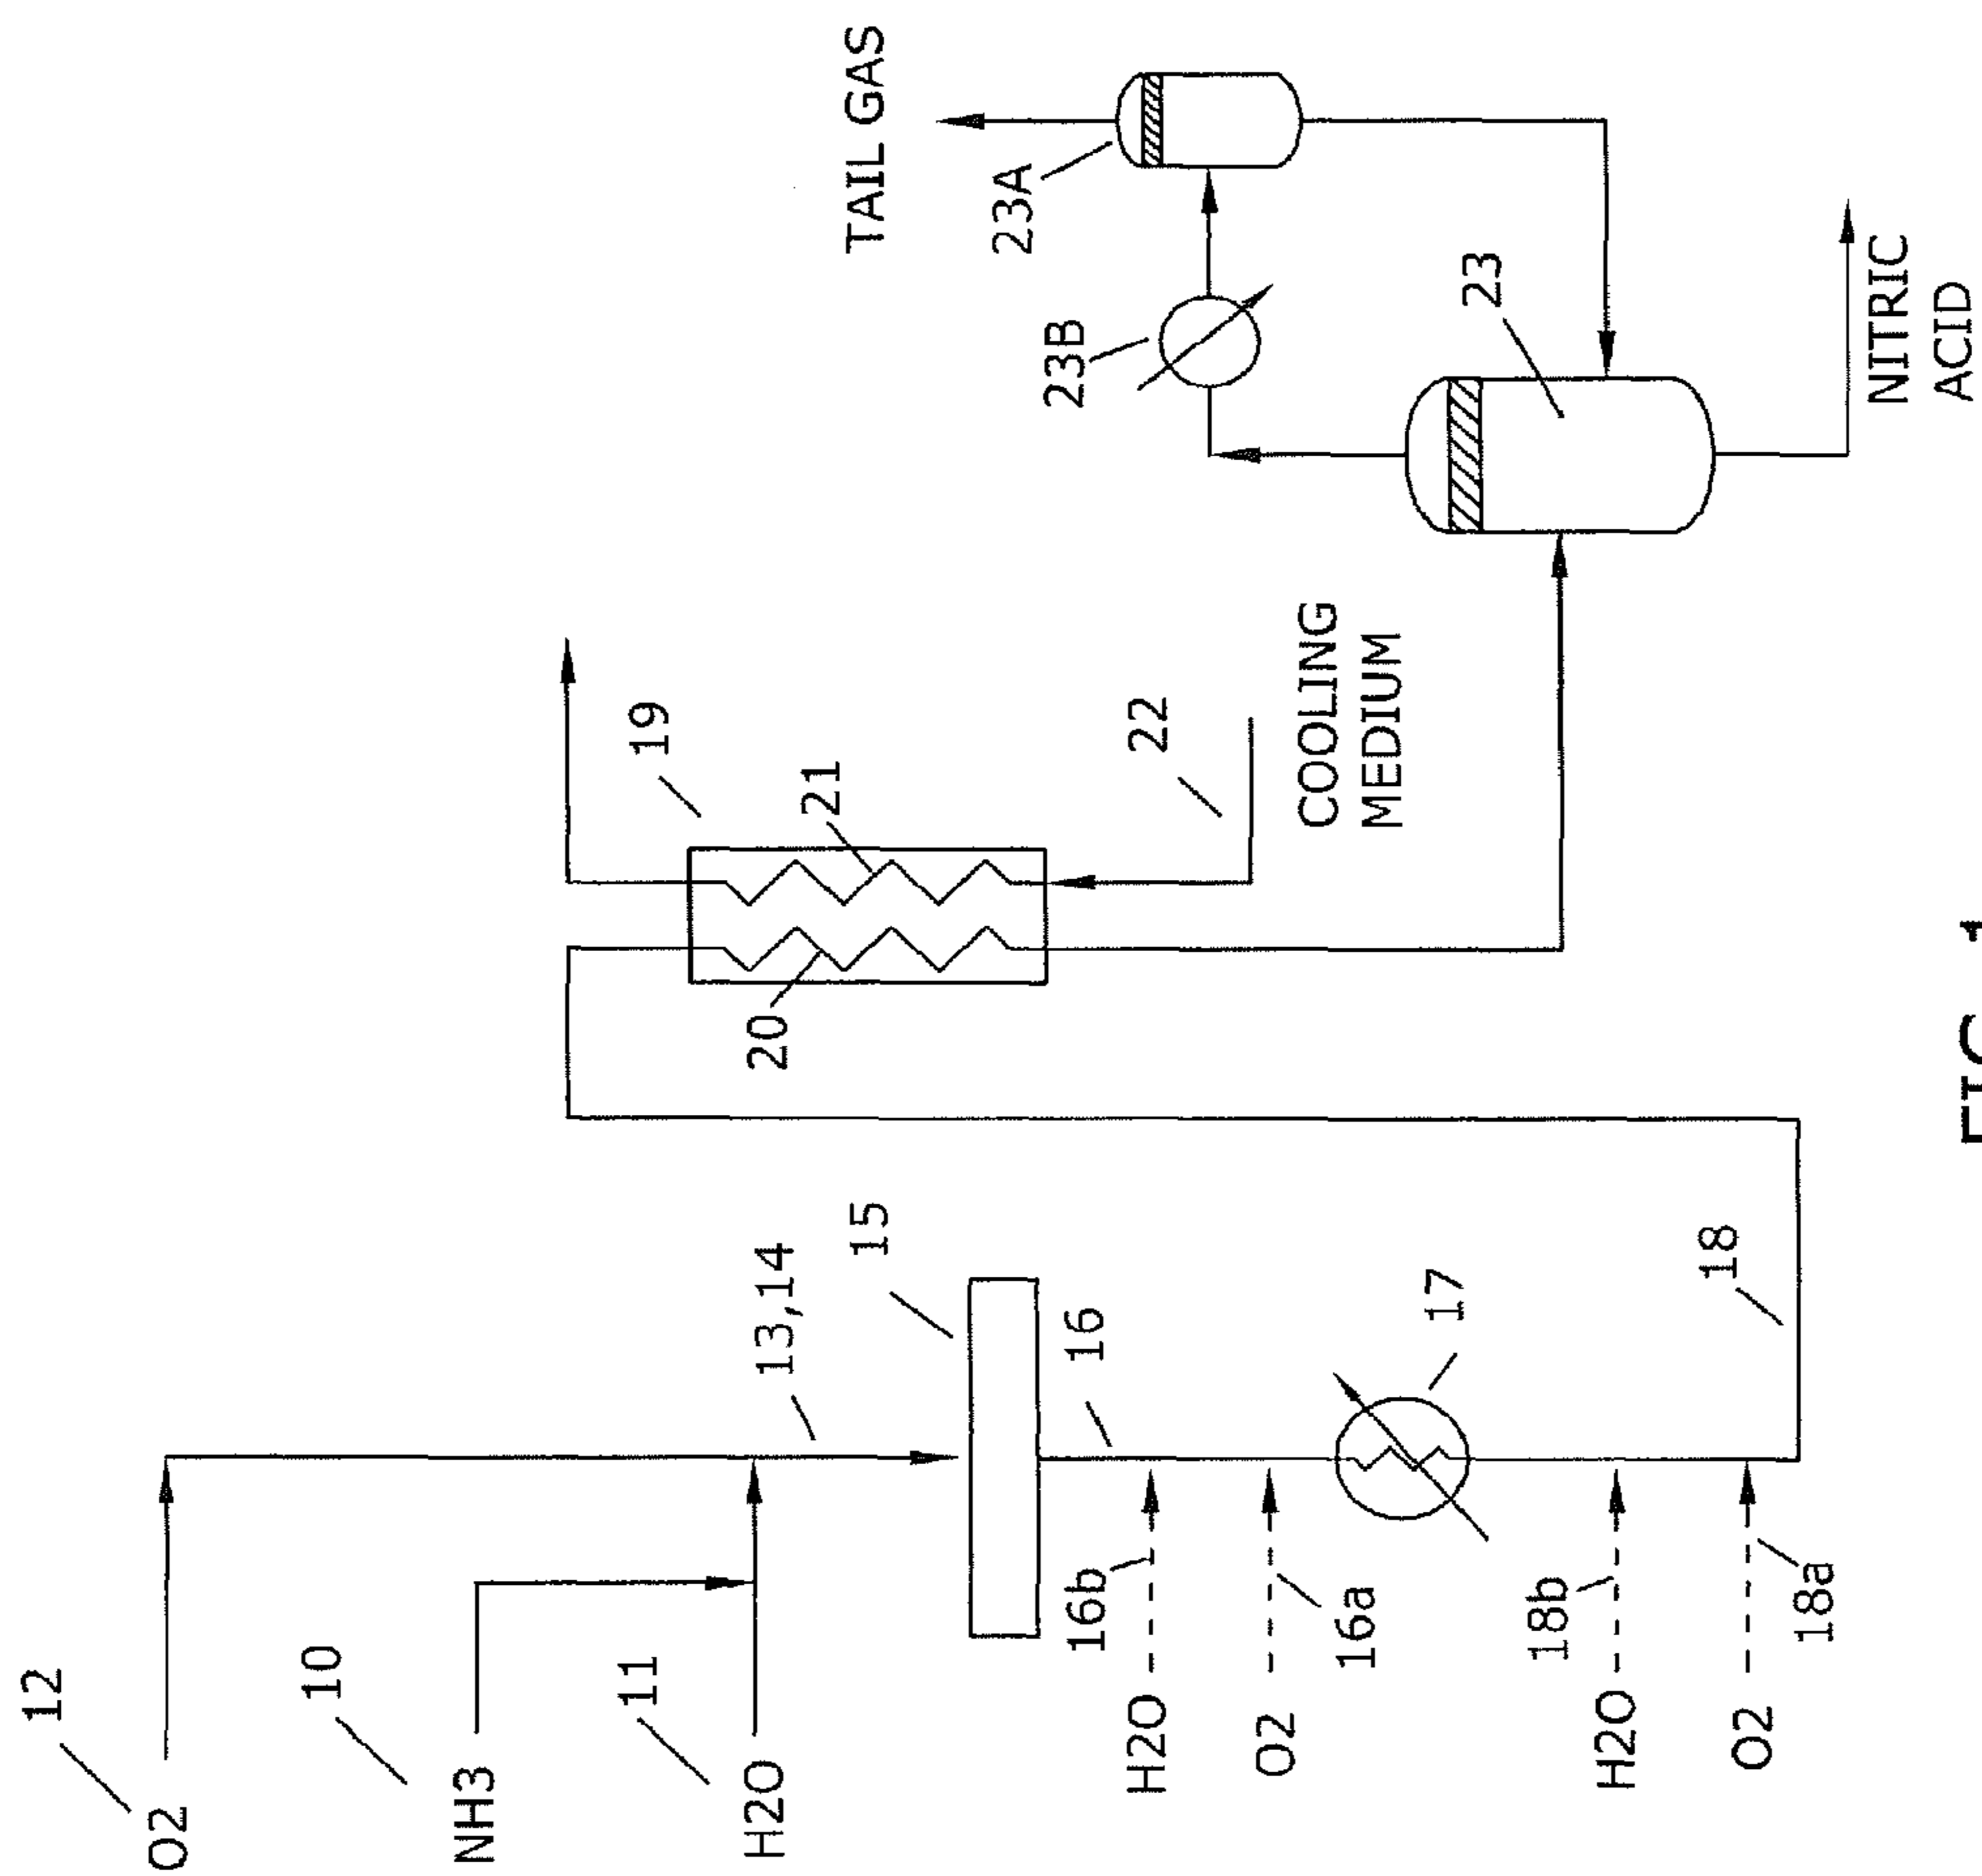 12
O2
10
NH3
11
H2O
13,14
15
16
16b
H2O
16a
O2
17
18b
H2O
18
18a
O2
19
20
21
22
COOLING
MEDIUM
TAIL GAS
23A
23B
23
NITRIC
ACID